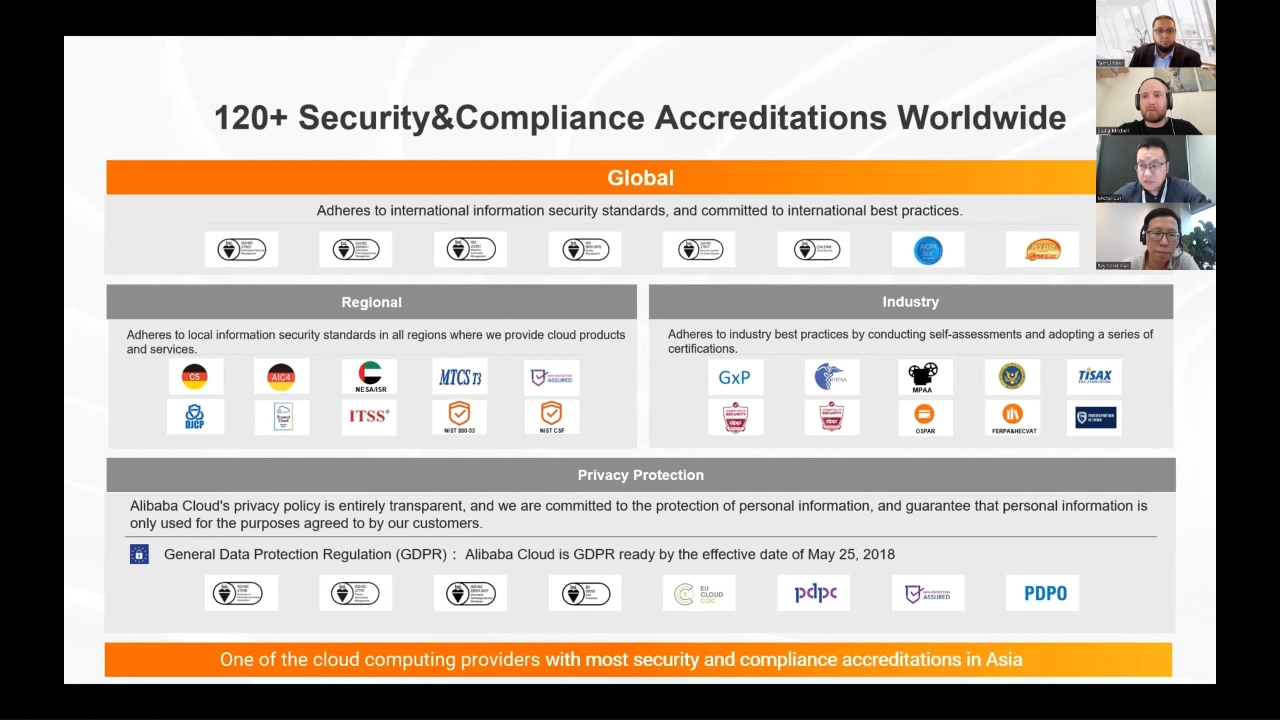 120+ Security&Compliance Accreditations Worldwide
Global
Adheres to international information security standards, and committed to international best practices.
Regional
Adheres to local information security standards in all regions where we provide cloud products
and services.
C5
AIC4
NESA/ISR
MTCS T3
ASSURED
DJCP
ITSS®
NIST 800-53
NIST CSF
Industry
Adheres to industry best practices by conducting self-assessments and adopting a series of
certifications.
GxP
HIPAA
MPAA
TISAX
OSPAR
FERPA&HECVAT
TRUSTED PARTNER
NETWORK
Privacy Protection
Alibaba Cloud's privacy policy is entirely transparent, and we are committed to the protection of personal information, and guarantee that personal information is
only used for the purposes agreed to by our customers.
General Data Protection Regulation (GDPR)： Alibaba Cloud is GDPR ready by the effective date of May 25, 2018
EU
CLOUD
COC
pdpc
ASSURED
PDPO
One of the cloud computing providers with most security and compliance accreditations in Asia